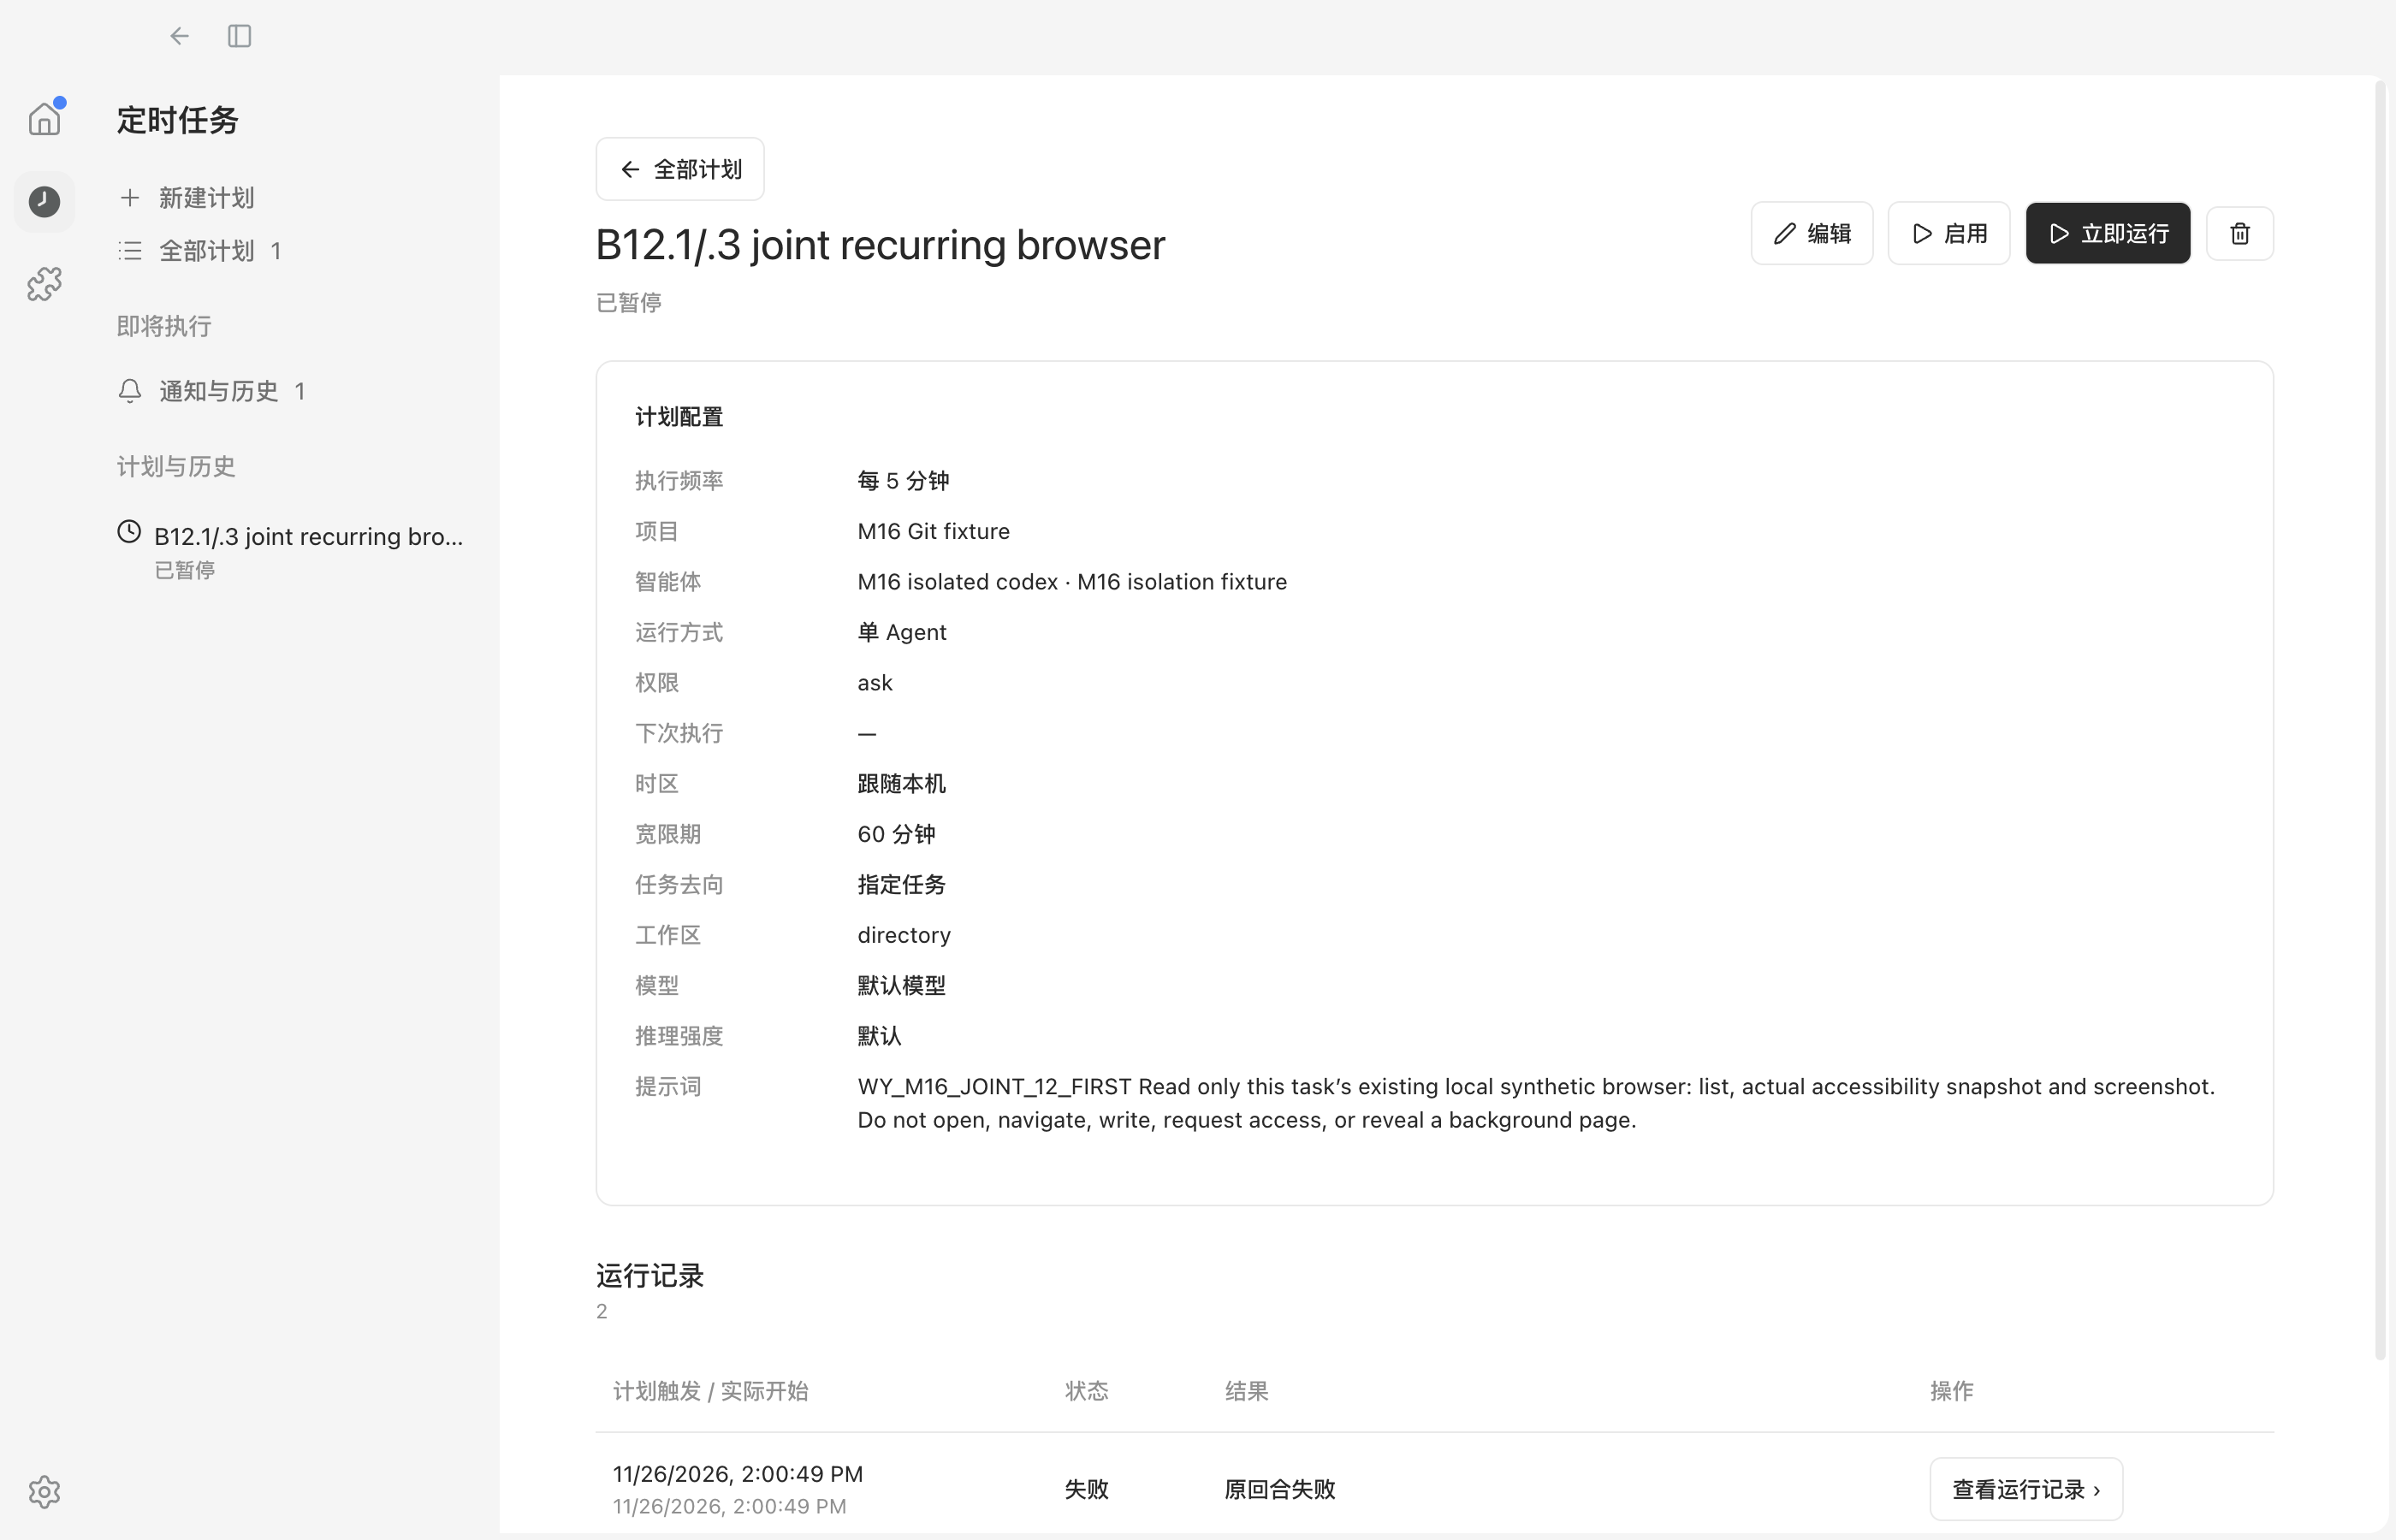 定时任务
新建计划
全部计划 1
即将执行
通知与历史 1
计划与历史
B12.1/.3 joint recurring bro...
已暂停
全部计划
B12.1/.3 joint recurring browser
已暂停
编辑
启用
立即运行
计划配置
执行频率 每 5 分钟
项目 M16 Git fixture
智能体 M16 isolated codex · M16 isolation fixture
运行方式 单 Agent
权限 ask
下次执行 —
时区 跟随本机
宽限期 60 分钟
任务去向 指定任务
工作区 directory
模型 默认模型
推理强度 默认
提示词 WY_M16_JOINT_12_FIRST Read only this task’s existing local synthetic browser: list, actual accessibility snapshot and screenshot.
Do not open, navigate, write, request access, or reveal a background page.
运行记录
2
计划触发 / 实际开始 状态 结果 操作
11/26/2026, 2:00:49 PM
11/26/2026, 2:00:49 PM
失败 原回合失败 查看运行记录 ›